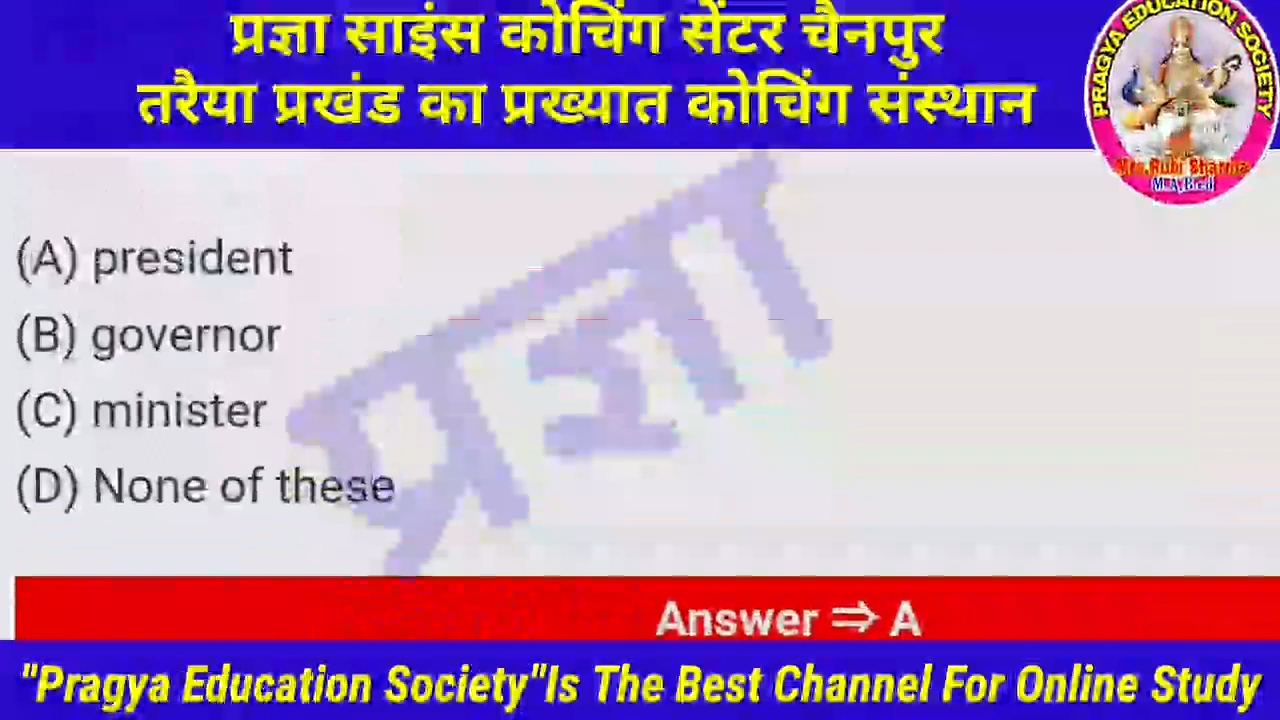 प्रज्ञा साइंस कोचिंग सेंटर चैनपुर
तरैया प्रखंड का प्रख्यात कोचिंग संस्थान
PRAGYA EDUCATION SOCIETY
Mrs.Rubi Sharma
M.A,B.ed
(A) president
(B) governor
(C) minister
(D) None of these
प्रज्ञा
Answer ⇒ A
"Pragya Education Society"Is The Best Channel For Online Study